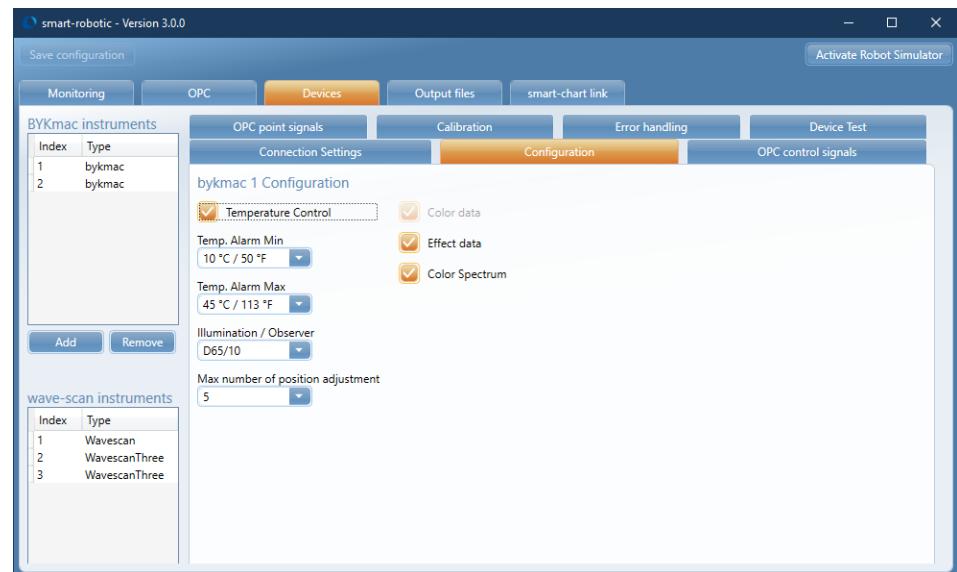 smart-robotic - Version 3.0.0
Save configuration
Activate Robot Simulator
Monitoring OPC Devices Output files smart-chart link
BYKmac instruments
Index Type
1 bykmac
2 bykmac
Add Remove
wave-scan instruments
Index Type
1 Wavescan
2 WavescanThree
3 WavescanThree
OPC point signals Calibration Error handling Device Test
Connection Settings Configuration OPC control signals
bykmac 1 Configuration
Temperature Control
Temp. Alarm Min
10 °C / 50 °F
Temp. Alarm Max
45 °C / 113 °F
Illumination / Observer
D65/10
Max number of position adjustment
5
Color data
Effect data
Color Spectrum